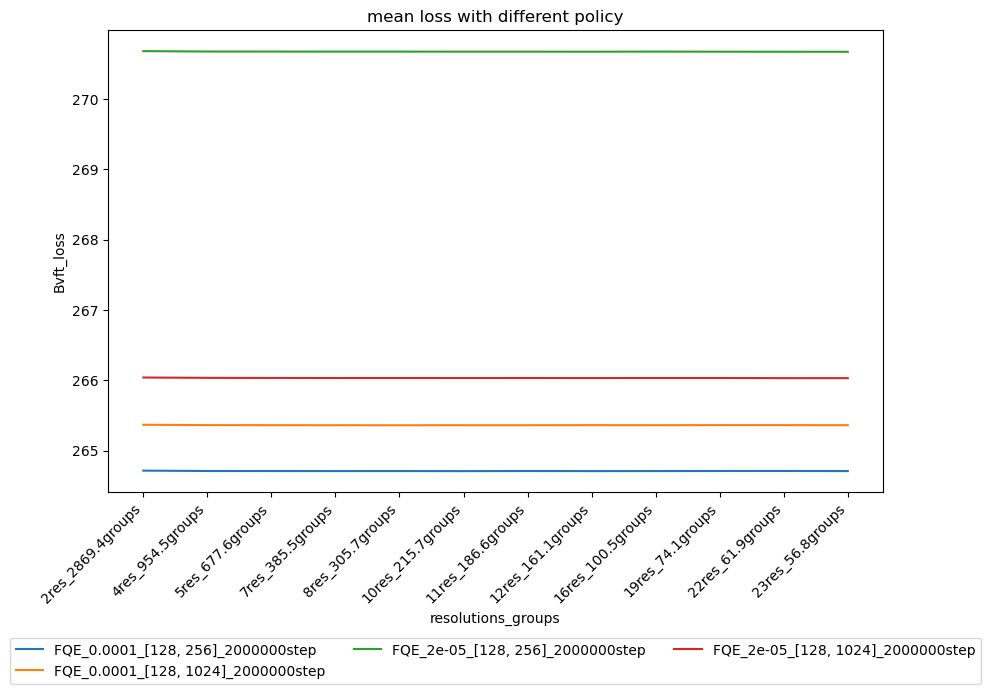 mean loss with different policy
270
269
268
267
266
265
Bvft_loss
2res_2869.4groups
4res_954.5groups
5res_677.6groups
7res_385.5groups
8res_305.7groups
10res_215.7groups
11res_186.6groups
12res_161.1groups
16res_100.5groups
19res_74.1groups
22res_61.9groups
23res_56.8groups
resolutions_groups
FQE_0.0001_[128, 256]_2000000step
FQE_0.0001_[128, 1024]_2000000step
FQE_2e-05_[128, 256]_2000000step
FQE_2e-05_[128, 1024]_2000000step